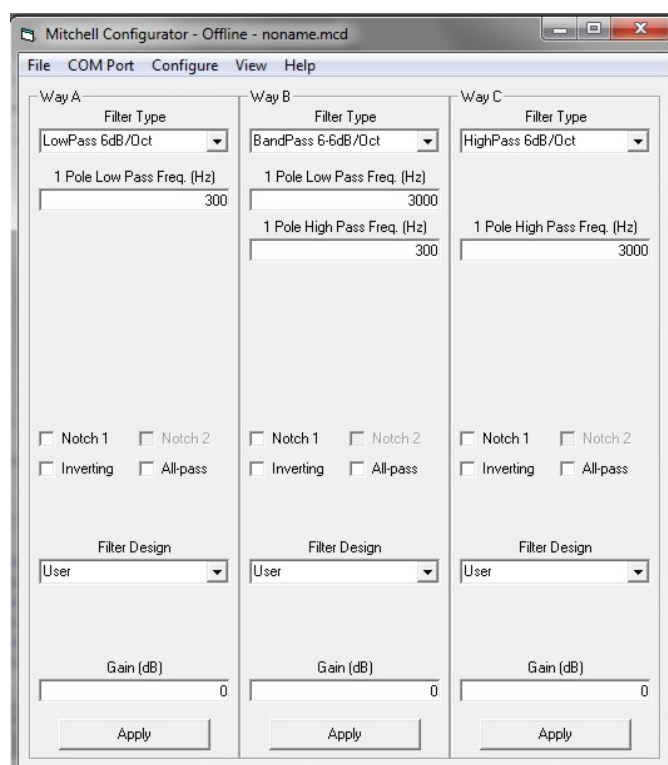 Mitchell Configurator - Offline - noname.mcd
File COM Port Configure View Help
Way A
Filter Type
LowPass 6dB/Oct
1 Pole Low Pass Freq. (Hz)
300
Notch 1 Notch 2
Inverting All-pass
Filter Design
User
Gain (dB)
0
Apply
Way B
Filter Type
BandPass 6-6dB/Oct
1 Pole Low Pass Freq. (Hz)
3000
1 Pole High Pass Freq. (Hz)
300
Notch 1 Notch 2
Inverting All-pass
Filter Design
User
Gain (dB)
0
Apply
Way C
Filter Type
HighPass 6dB/Oct
1 Pole High Pass Freq. (Hz)
3000
Notch 1 Notch 2
Inverting All-pass
Filter Design
User
Gain (dB)
0
Apply